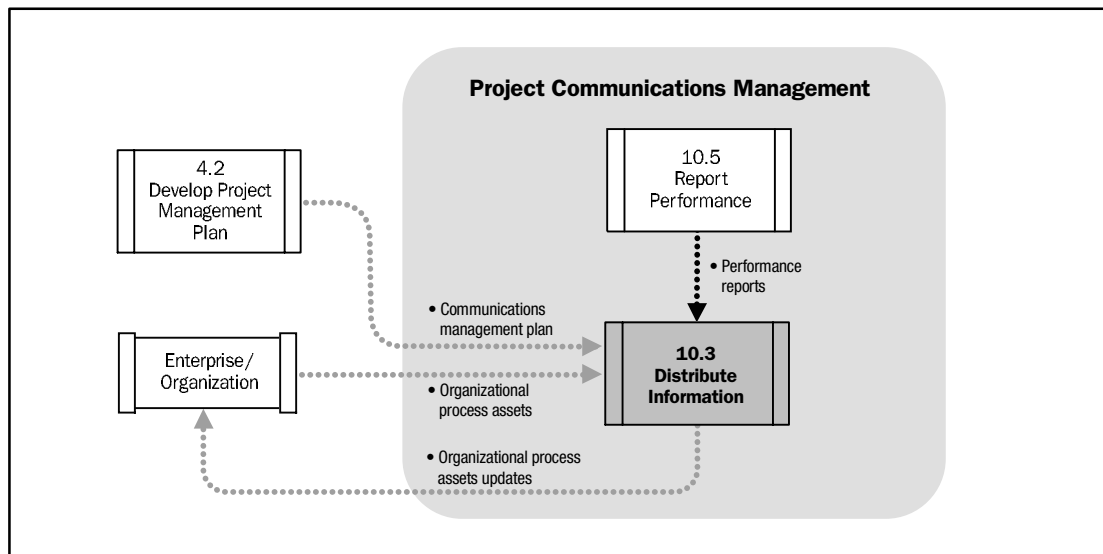 Project Communications Management
4.2
Develop Project
Management
Plan
10.5
Report
Performance
• Performance
reports
• Communications
management plan
Enterprise/
Organization
10.3
Distribute
Information
• Organizational
process assets
• Organizational process
assets updates